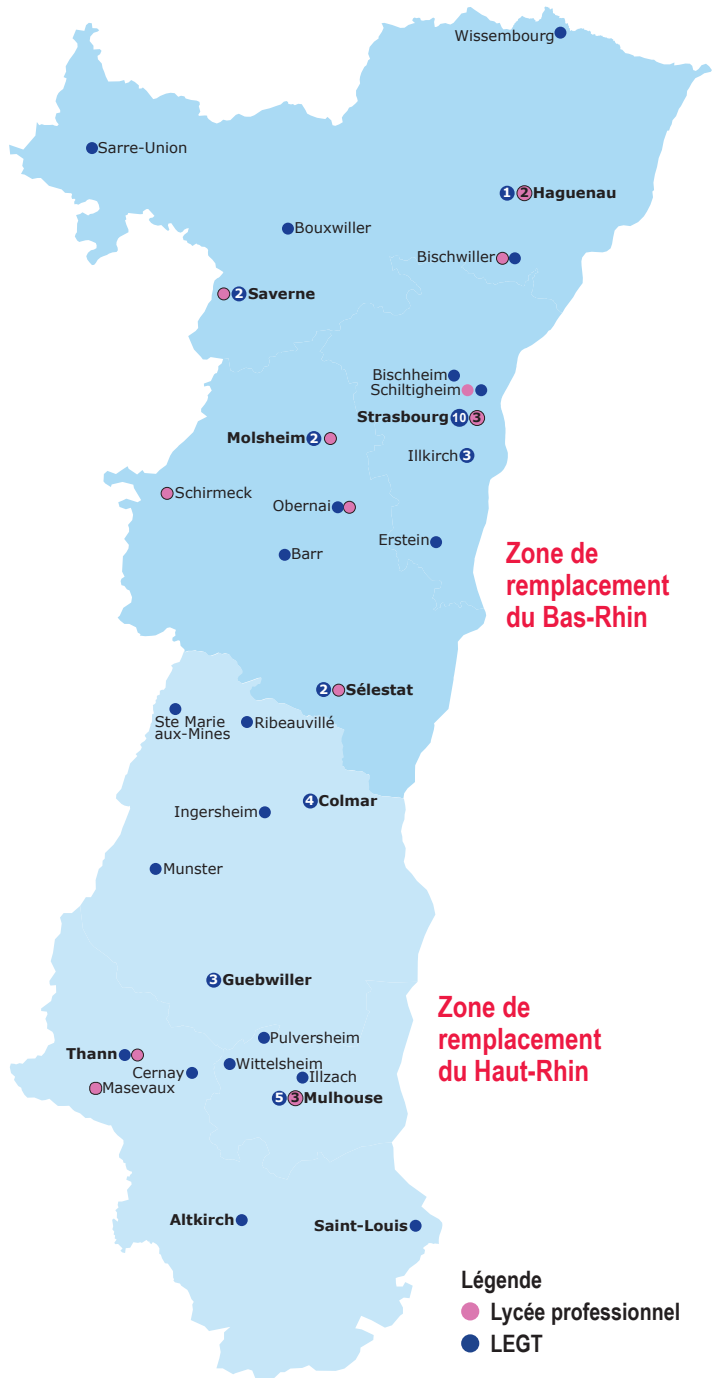 Wissembourg
Sarre-Union
1 2 Haguenau
Bouxwiller
Bischwiller
2 Saverne
Bischheim
Schiltigheim
Strasbourg 10 3
Molsheim 2
Illkirch 3
Schirmeck
Obernai
Erstein
Barr
Zone de
remplacement
du Bas-Rhin
2 Sélestat
Ste Marie
aux-Mines
Ribeauvillé
4 Colmar
Ingersheim
Munster
3 Guebwiller
Zone de
remplacement
du Haut-Rhin
Pulversheim
Thann
Wittelsheim
Cernay
Illzach
Masevaux
5 3 Mulhouse
Altkirch
Saint-Louis
Légende
Lycée professionnel
LEGT